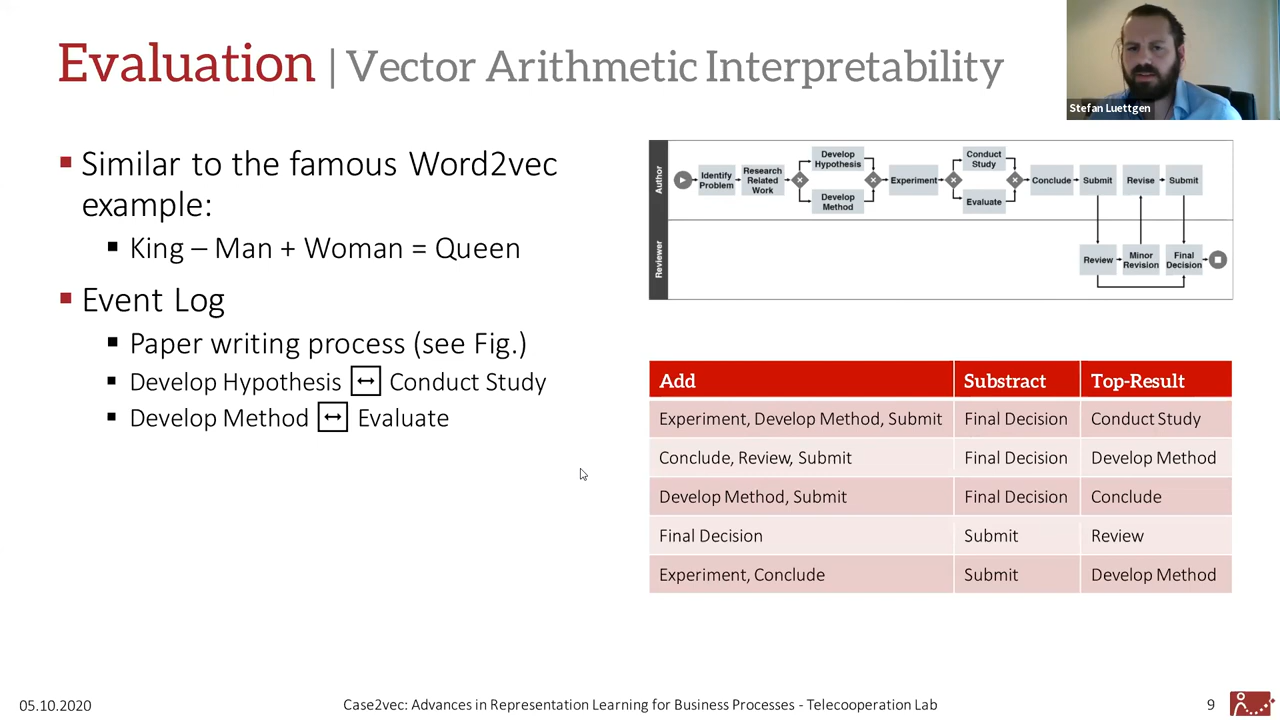 Evaluation | Vector Arithmetic Interpretability
Stefan Luettgen
▪ Similar to the famous Word2vec
example:
▪ King – Man + Woman = Queen
▪ Event Log
▪ Paper writing process (see Fig.)
▪ Develop Hypothesis ↔ Conduct Study
▪ Develop Method ↔ Evaluate
Author
Identify
Problem
Research
Related
Work
Develop
Hypothesis
Develop
Method
Experiment
Conduct
Study
Evaluate
Conclude
Submit
Revise
Submit
Reviewer
Review
Minor
Revision
Final
Decision
Add Substract Top-Result
Experiment, Develop Method, Submit Final Decision Conduct Study
Conclude, Review, Submit Final Decision Develop Method
Develop Method, Submit Final Decision Conclude
Final Decision Submit Review
Experiment, Conclude Submit Develop Method
05.10.2020 Case2vec: Advances in Representation Learning for Business Processes - Telecooperation Lab 9